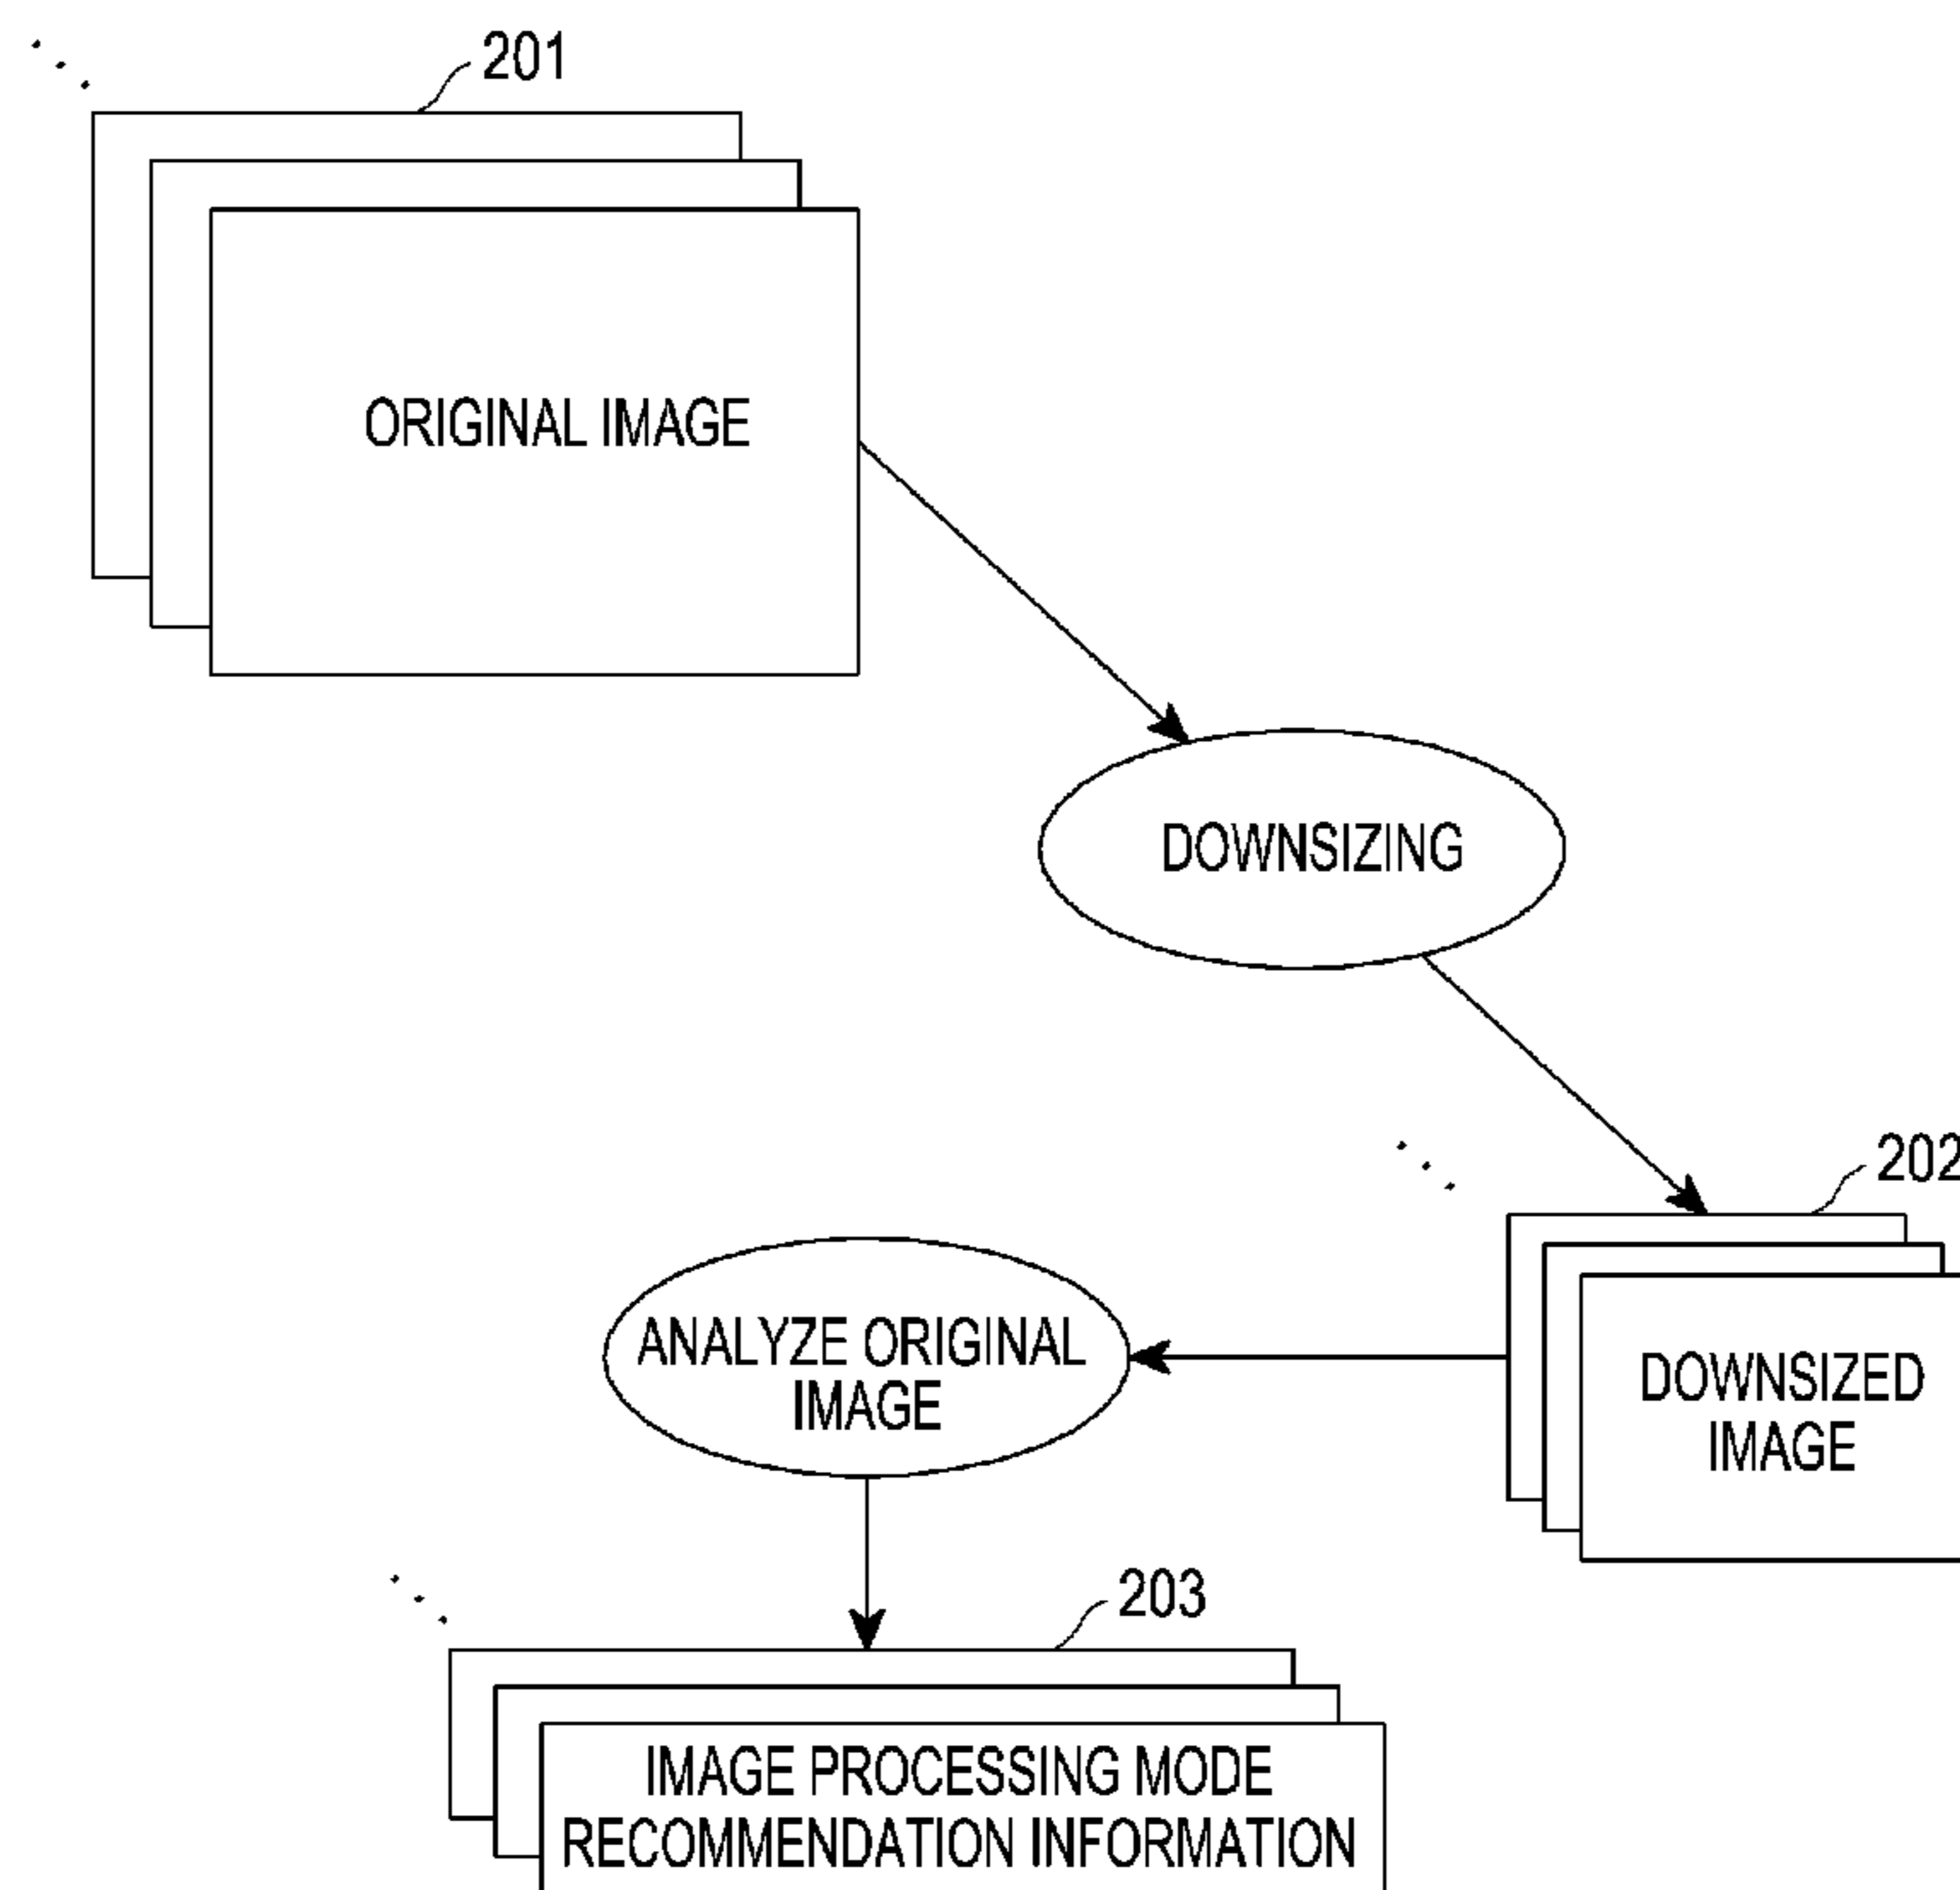 201
ORIGINAL IMAGE
DOWNSIZING
202
ANALYZE ORIGINAL
IMAGE
DOWNSIZED
IMAGE
203
IMAGE PROCESSING MODE
RECOMMENDATION INFORMATION